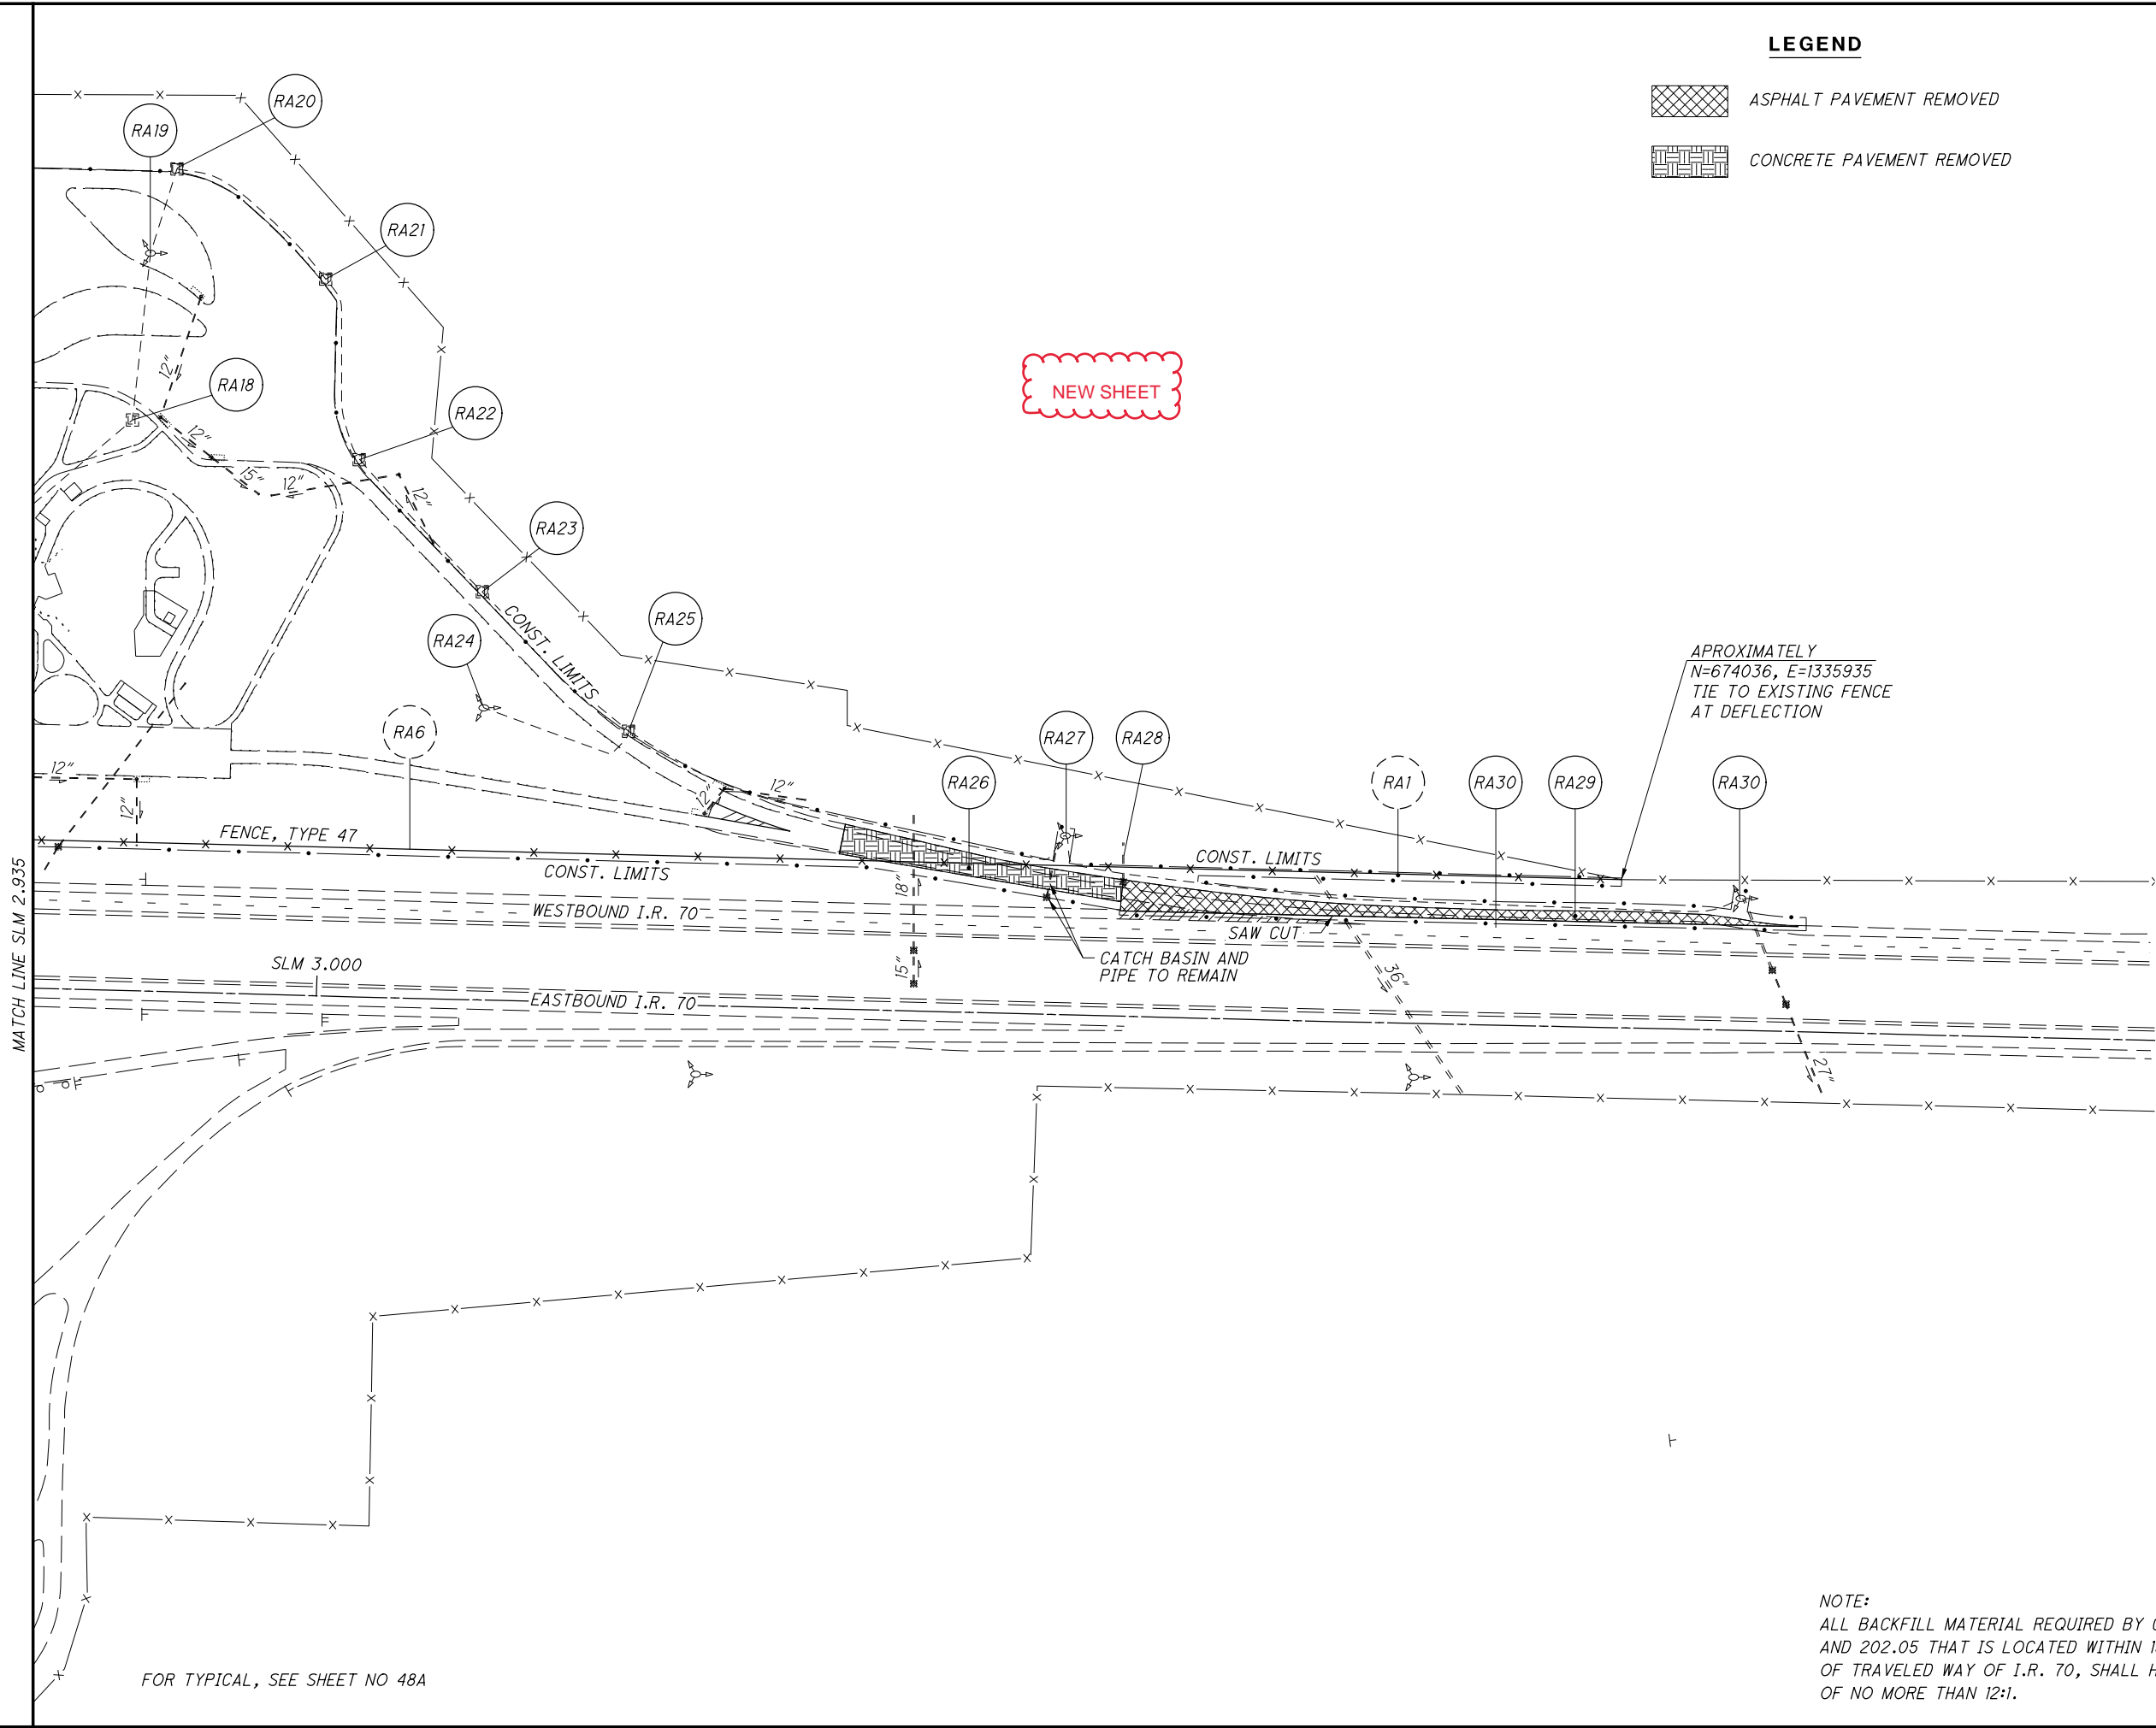 LEGEND
ASPHALT PAVEMENT REMOVED
CONCRETE PAVEMENT REMOVED
RA20
RA19
RA21
NEW SHEET
12"
RA18
RA22
12"
15"
12"
12"
RA23
CONST. LIMITS
RA24
RA25
RA6
RA27
RA28
RA26
RA1
RA30
RA29
RA30
APROXIMATELY
N=674036, E=1335935
TIE TO EXISTING FENCE
AT DEFLECTION
12"
12"
12"
12"
FENCE, TYPE 47
CONST. LIMITS
CONST. LIMITS
18"
WESTBOUND I.R. 70
SAW CUT
MATCH LINE SLM 2.935
SLM 3.000
15"
CATCH BASIN AND
PIPE TO REMAIN
36"
EASTBOUND I.R. 70
27"
NOTE:
ALL BACKFILL MATERIAL REQUIRED BY
AND 202.05 THAT IS LOCATED WITHIN
OF TRAVELED WAY OF I.R. 70, SHALL
OF NO MORE THAN 12:1.
FOR TYPICAL, SEE SHEET NO 48A